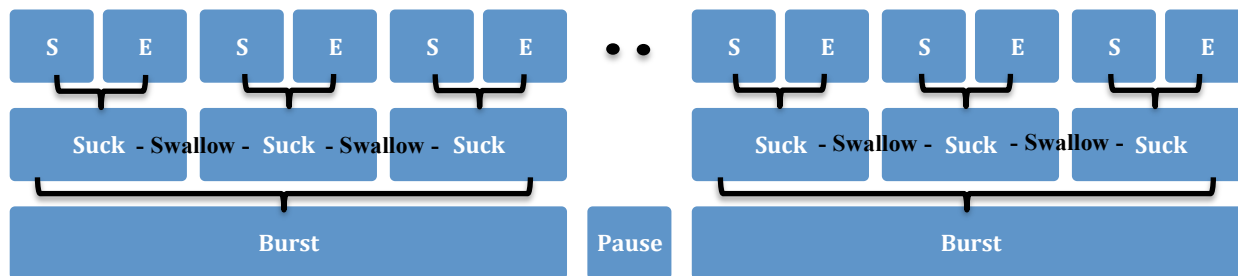 S E S E S E • • S E S E S E
Suck - Swallow - Suck - Swallow - Suck Suck - Swallow - Suck - Swallow - Suck
Burst Pause Burst